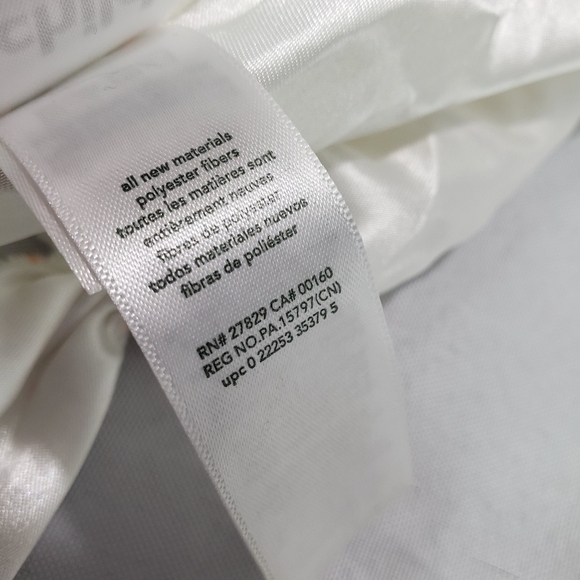 all new materials
polyester fibers
toutes les matières sont
entièrement neuves
fibres de polyester
todos materiales nuevos
fibras de poliéster
RN# 27829 CA# 00160
REG NO.PA.15797(CN)
upc 0 22253 35379 5